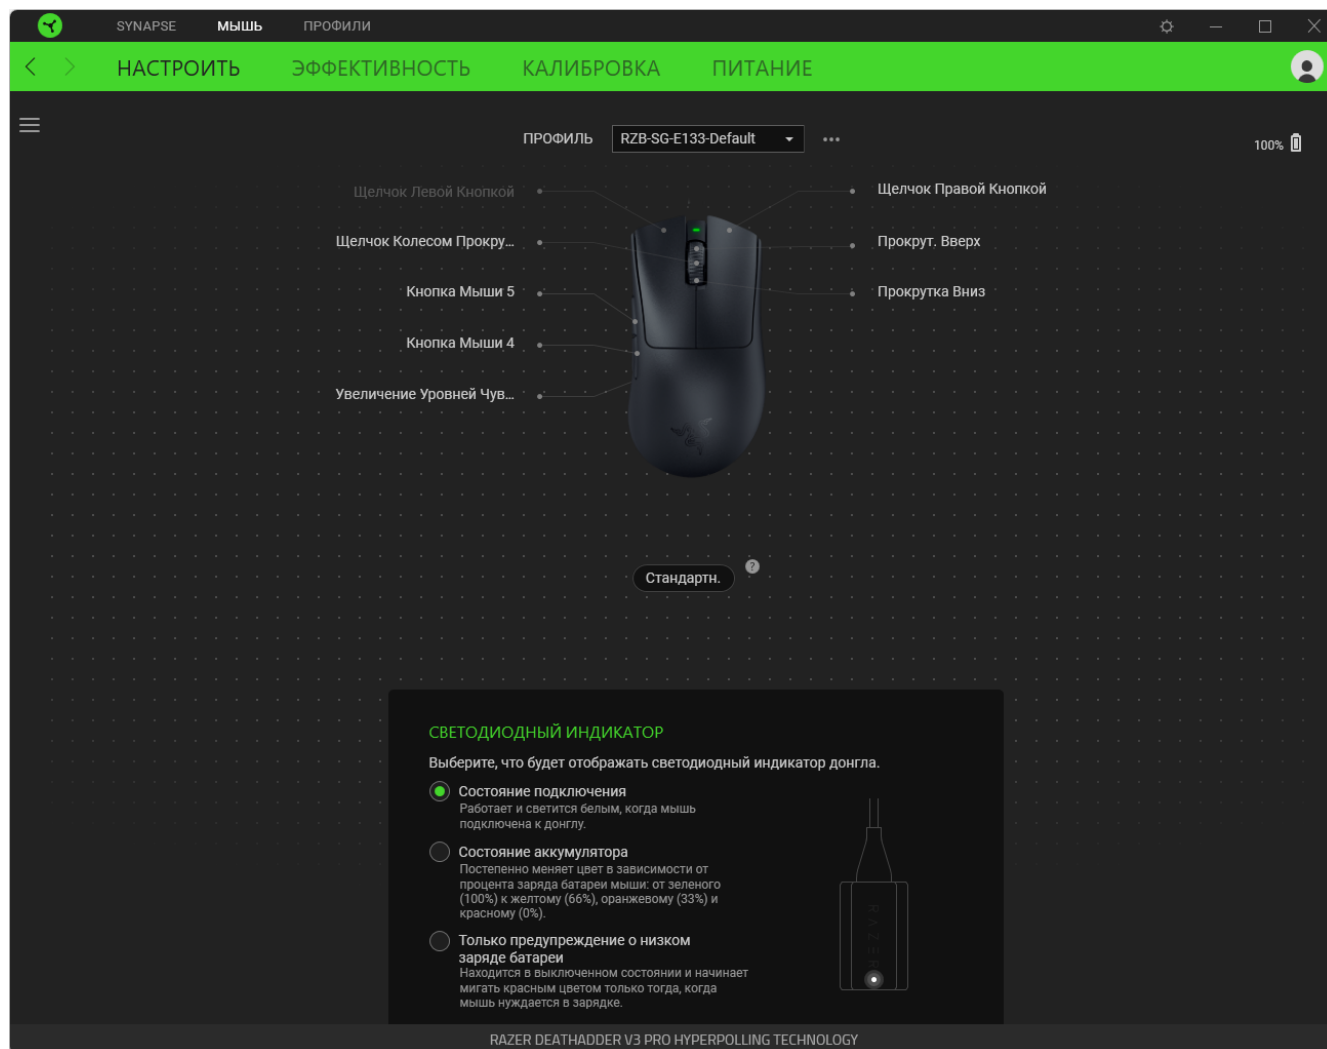 SYNAPSE МЫШЬ ПРОФИЛИ
НАСТРОИТЬ ЭФФЕКТИВНОСТЬ КАЛИБРОВКА ПИТАНИЕ
ПРОФИЛЬ RZB-SG-E133-Default
100%
Щелчок Левой Кнопкой
Щелчок Правой Кнопкой
Щелчок Колесом Прокру...
Прокрут. Вверх
Кнопка Мыши 5
Прокрутка Вниз
Кнопка Мыши 4
Увеличение Уровней Чув...
Стандартн. ?
СВЕТОДИОДНЫЙ ИНДИКАТОР
Выберите, что будет отображать светодиодный индикатор донгла.
Состояние подключения
Работает и светится белым, когда мышь
подключена к донглу.
Состояние аккумулятора
Постепенно меняет цвет в зависимости от
процента заряда батареи мыши: от зеленого
(100%) к желтому (66%), оранжевому (33%) и
красному (0%).
Только предупреждение о низком
заряде батареи
Находится в выключенном состоянии и начинает
мигать красным цветом только тогда, когда
мышь нуждается в зарядке.
RAZER
RAZER DEATHADDER V3 PRO HYPERPOLLING TECHNOLOGY